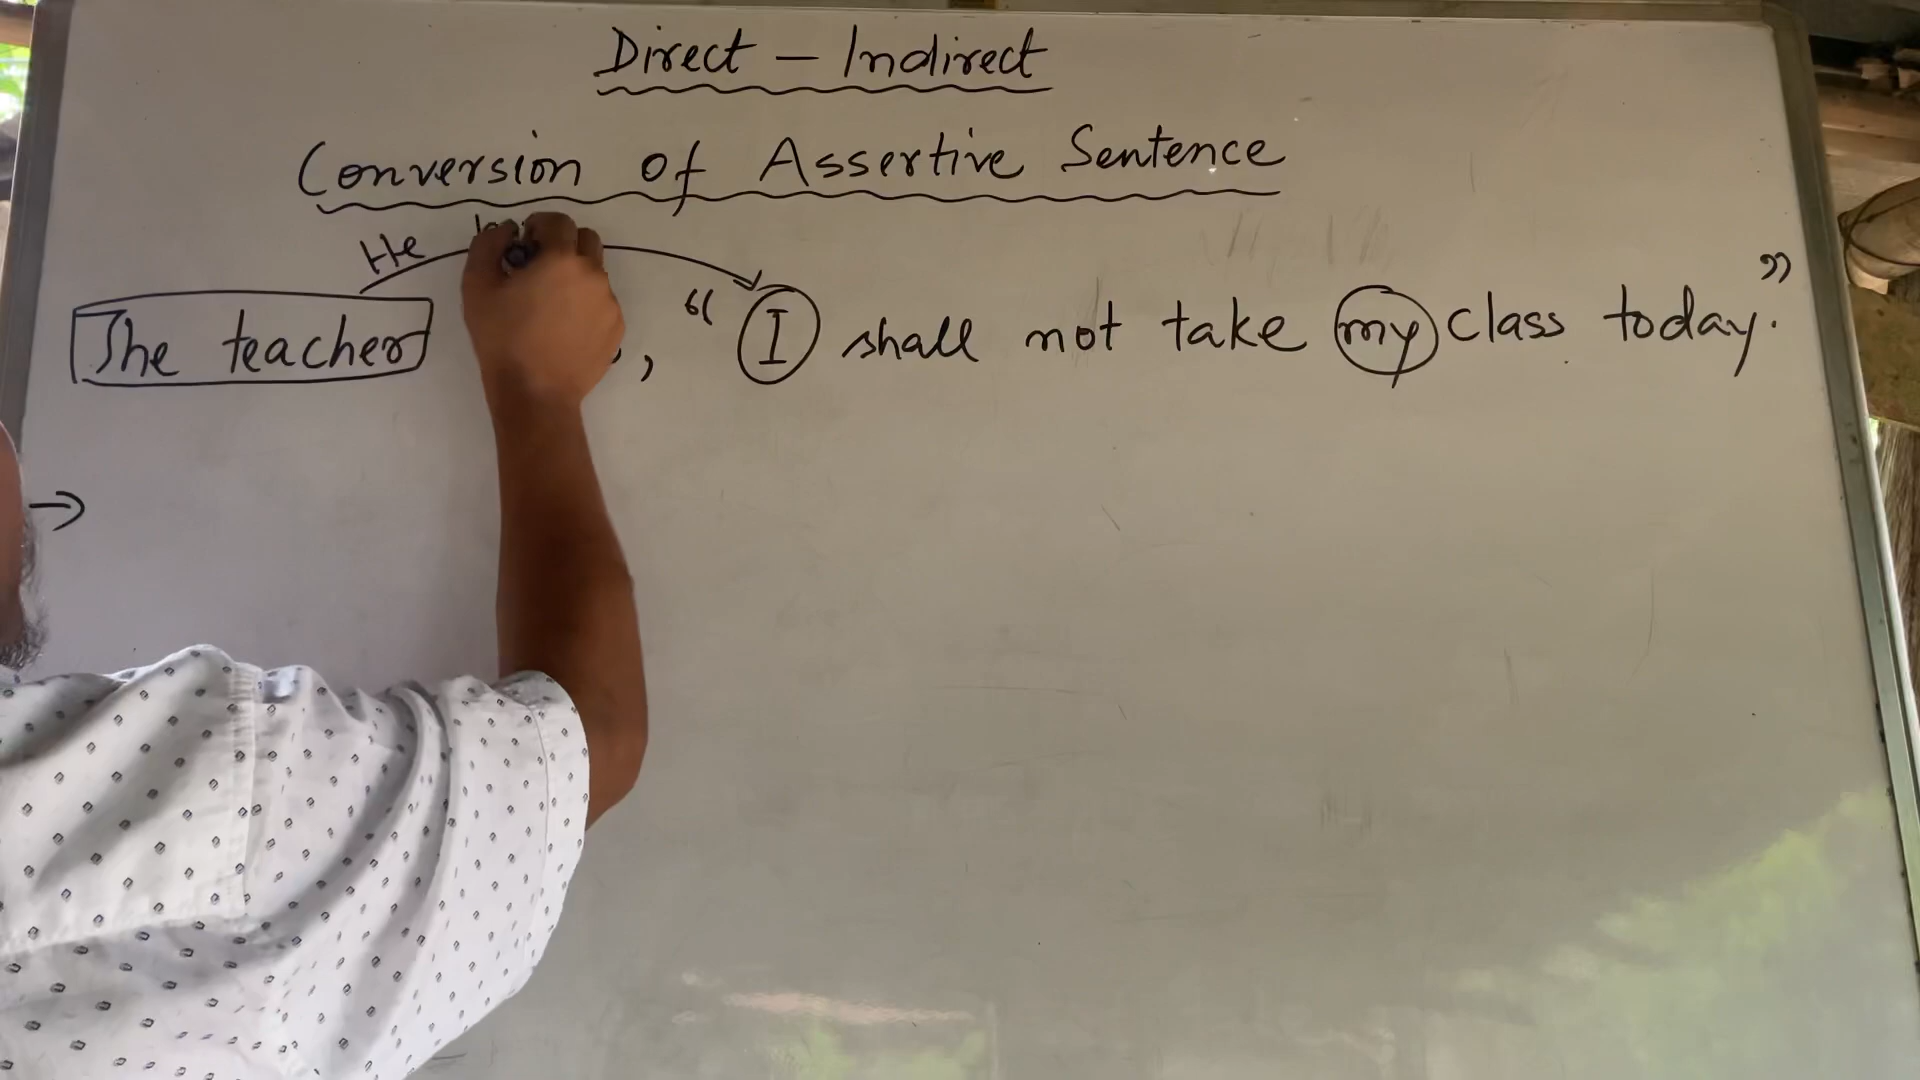 Direct – Indirect
Conversion of Assertive Sentence
He
The teacher , “ I shall not take my class today.”
→